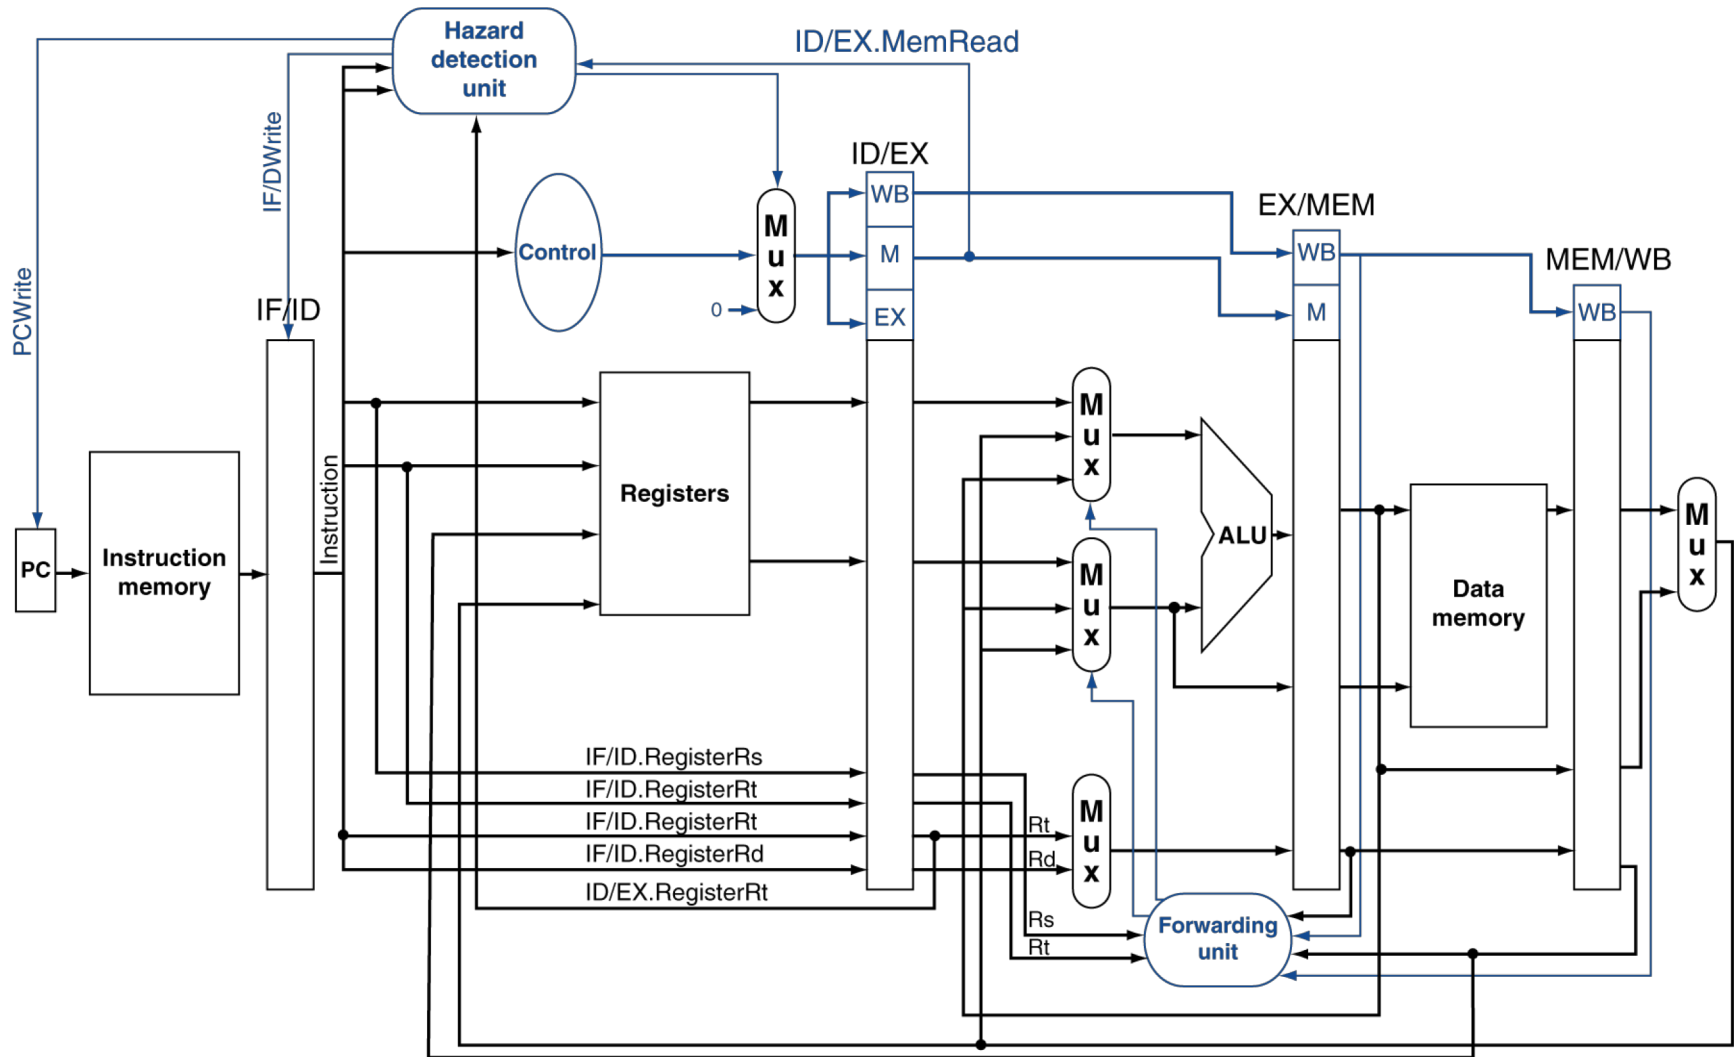 Hazard
detection
unit
ID/EX.MemRead
IF/DWrite
PCWrite
ID/EX
WB
M
EX
Control
M
u
x
0
EX/MEM
WB
M
MEM/WB
WB
IF/ID
Instruction
PC
Instruction
memory
Registers
M
u
x
M
u
x
ALU
Data
memory
M
u
x
IF/ID.RegisterRs
IF/ID.RegisterRt
IF/ID.RegisterRt
IF/ID.RegisterRd
ID/EX.RegisterRt
Rt
Rd
M
u
x
Rs
Rt
Forwarding
unit